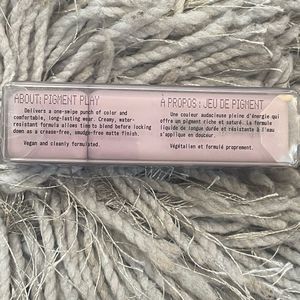 ABOUT: PIGMENT PLAY
Delivers a one-swipe punch of color and
comfortable, long-lasting wear. Creamy, water-
resistant formula allows time to blend before locking
down as a crease-free, smudge-free matte finish.
Vegan and cleanly formulated.
À PROPOS : JEU DE PIGMENT
Une couleur audacieuse pleine d'énergie qui
offre un pigment riche et saturé. La formule
liquide de longue durée et résistante à l'eau
s'applique en douceur.
Végétalien et formulé proprement.